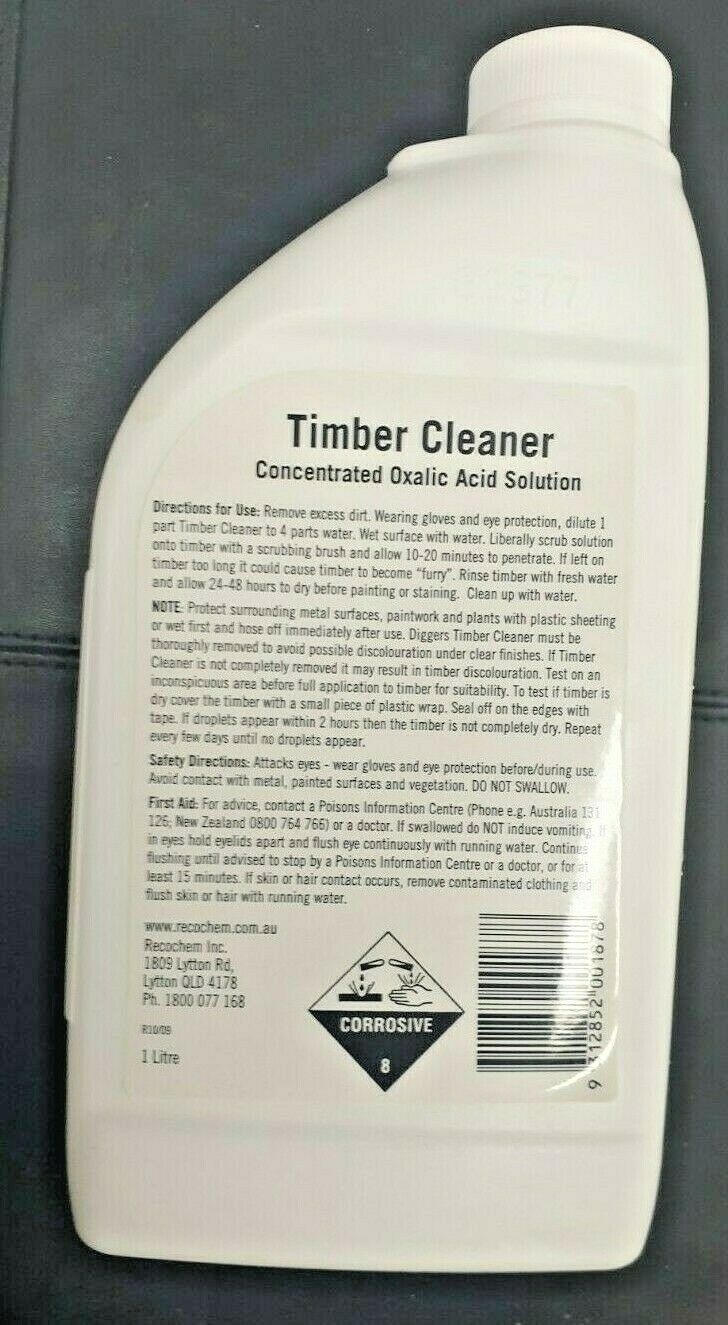 Timber Cleaner
Concentrated Oxalic Acid Solution
Directions for Use: Remove excess dirt. Wearing gloves and eye protection, dilute 1
part Timber Cleaner to 4 parts water. Wet surface with water. Liberally scrub solution
onto timber with a scrubbing brush and allow 10-20 minutes to penetrate. If left on
timber too long it could cause timber to become "furry". Rinse timber with fresh water
and allow 24-48 hours to dry before painting or staining. Clean up with water.
NOTE: Protect surrounding metal surfaces, paintwork and plants with plastic sheeting
or wet first and hose off immediately after use. Diggers Timber Cleaner must be
thoroughly removed to avoid possible discolouration under clear finishes. If Timber
Cleaner is not completely removed it may result in timber discolouration. Test on an
inconspicuous area before full application to timber for suitability. To test if timber is
dry cover the timber with a small piece of plastic wrap. Seal off on the edges with
tape. If droplets appear within 2 hours then the timber is not completely dry. Repeat
every few days until no droplets appear.
Safety Directions: Attacks eyes - wear gloves and eye protection before/during use.
Avoid contact with metal, painted surfaces and vegetation. DO NOT SWALLOW.
First Aid: For advice, contact a Poisons Information Centre (Phone e.g. Australia 131
126; New Zealand 0800 764 766) or a doctor. If swallowed do NOT induce vomiting. If
in eyes hold eyelids apart and flush eye continuously with running water. Continue
flushing until advised to stop by a Poisons Information Centre or a doctor, or for at
least 15 minutes. If skin or hair contact occurs, remove contaminated clothing and
flush skin or hair with running water.
www.recochem.com.au
Recochem Inc.
1809 Lytton Rd,
Lytton QLD 4178
Ph. 1800 077 168
R10/09
1 Litre
CORROSIVE
8
9 312852 001678